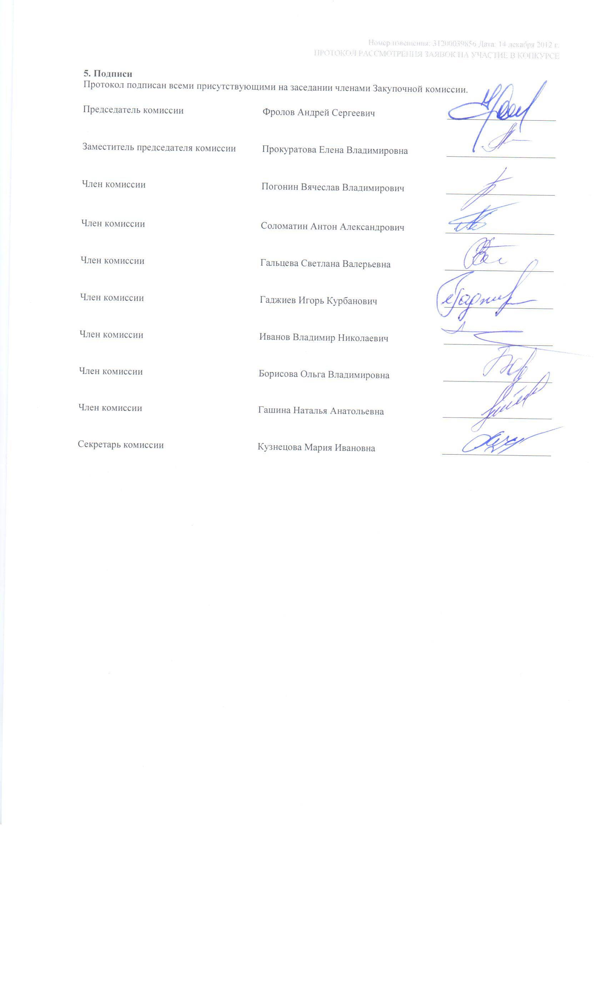 Номер извещения: 31200039856 Дата: 14 декабря 2012 г.
ПРОТОКОЛ РАССМОТРЕНИЯ ЗАЯВОК НА УЧАСТИЕ В КОНКУРСЕ
5. Подписи
Протокол подписан всеми присутствующими на заседании членами Закупочной комиссии.
Председатель комиссии Фролов Андрей Сергеевич
Заместитель председателя комиссии Прокуратова Елена Владимировна
Член комиссии Погонин Вячеслав Владимирович
Член комиссии Соломатин Антон Александрович
Член комиссии Гальцева Светлана Валерьевна
Член комиссии Гаджиев Игорь Курбанович
Член комиссии Иванов Владимир Николаевич
Член комиссии Борисова Ольга Владимировна
Член комиссии Гашина Наталья Анатольевна
Секретарь комиссии Кузнецова Мария Ивановна